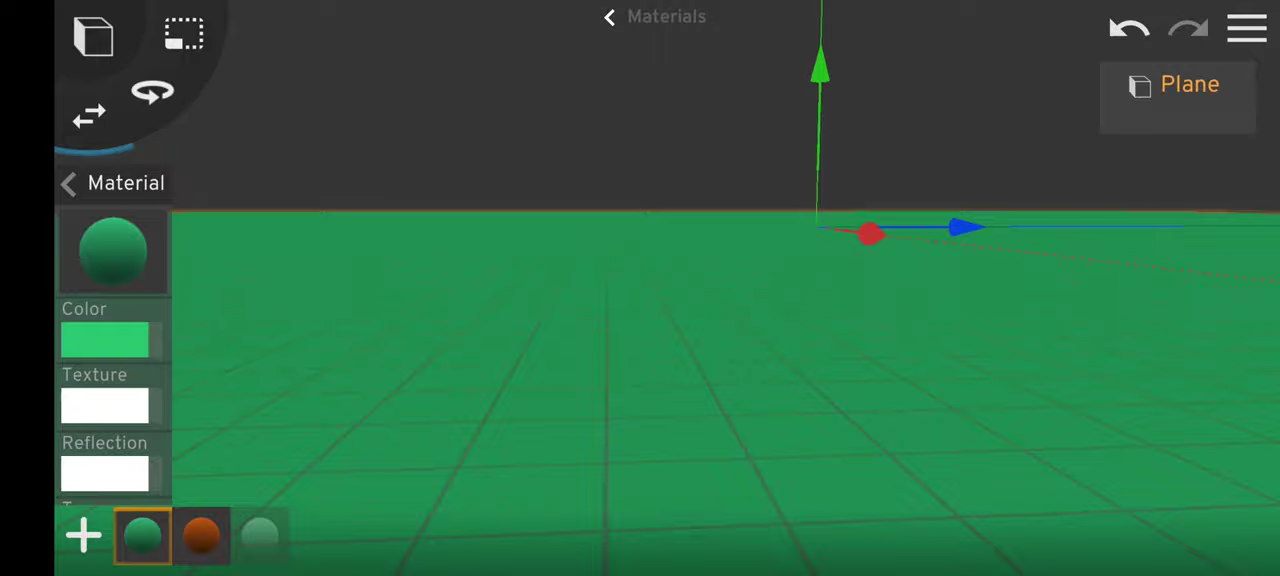 Materials
Plane
Material
Color
Texture
Reflection